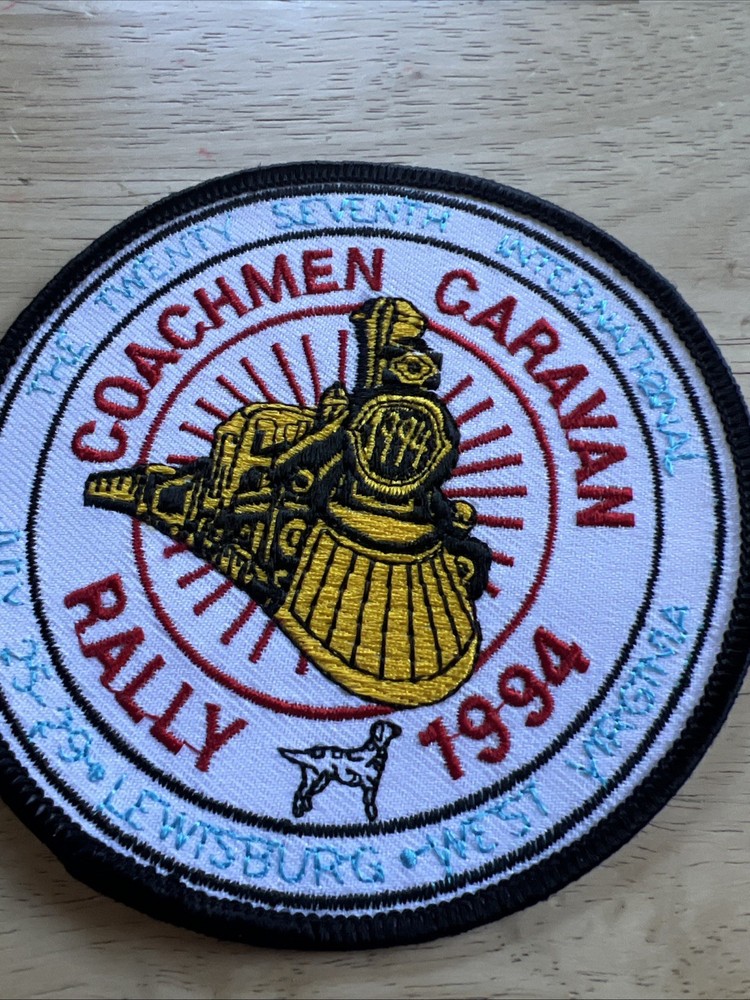 THE TWENTY SEVENTH INTERNATIONAL
COACHMEN CARAVAN
1994
RALLY 1994
25 29 • LEWISBURG • WEST VIRGINIA